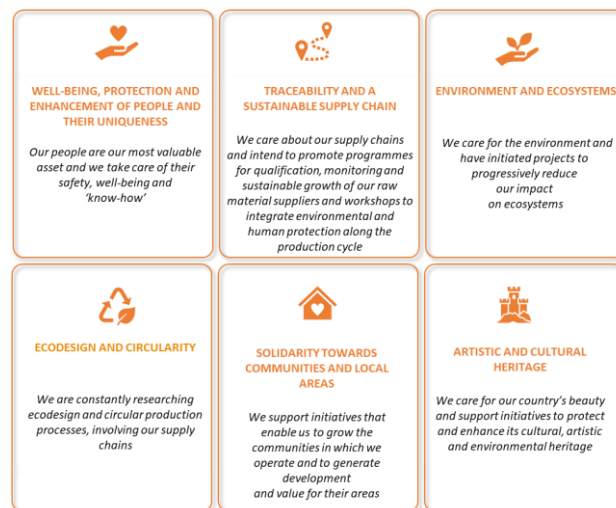 WELL-BEING, PROTECTION AND
ENHANCEMENT OF PEOPLE AND
THEIR UNIQUENESS
Our people are our most valuable
asset and we take care of their
safety, well-being and
‘know-how’
TRACEABILITY AND A
SUSTAINABLE SUPPLY CHAIN
We care about our supply chains
and intend to promote programmes
for qualification, monitoring and
sustainable growth of our raw
material suppliers and workshops to
integrate environmental and
human protection along the
production cycle
ENVIRONMENT AND ECOSYSTEMS
We care for the environment and
have initiated projects to
progressively reduce
our impact
on ecosystems
ECODESIGN AND CIRCULARITY
We are constantly researching
ecodesign and circular production
processes, involving our supply
chains
SOLIDARITY TOWARDS
COMMUNITIES AND LOCAL
AREAS
We support initiatives that
enable us to grow the
communities in which we
operate and to generate
development
and value for their areas
ARTISTIC AND CULTURAL
HERITAGE
We care for our country’s beauty
and support initiatives to protect
and enhance its cultural, artistic
and environmental heritage